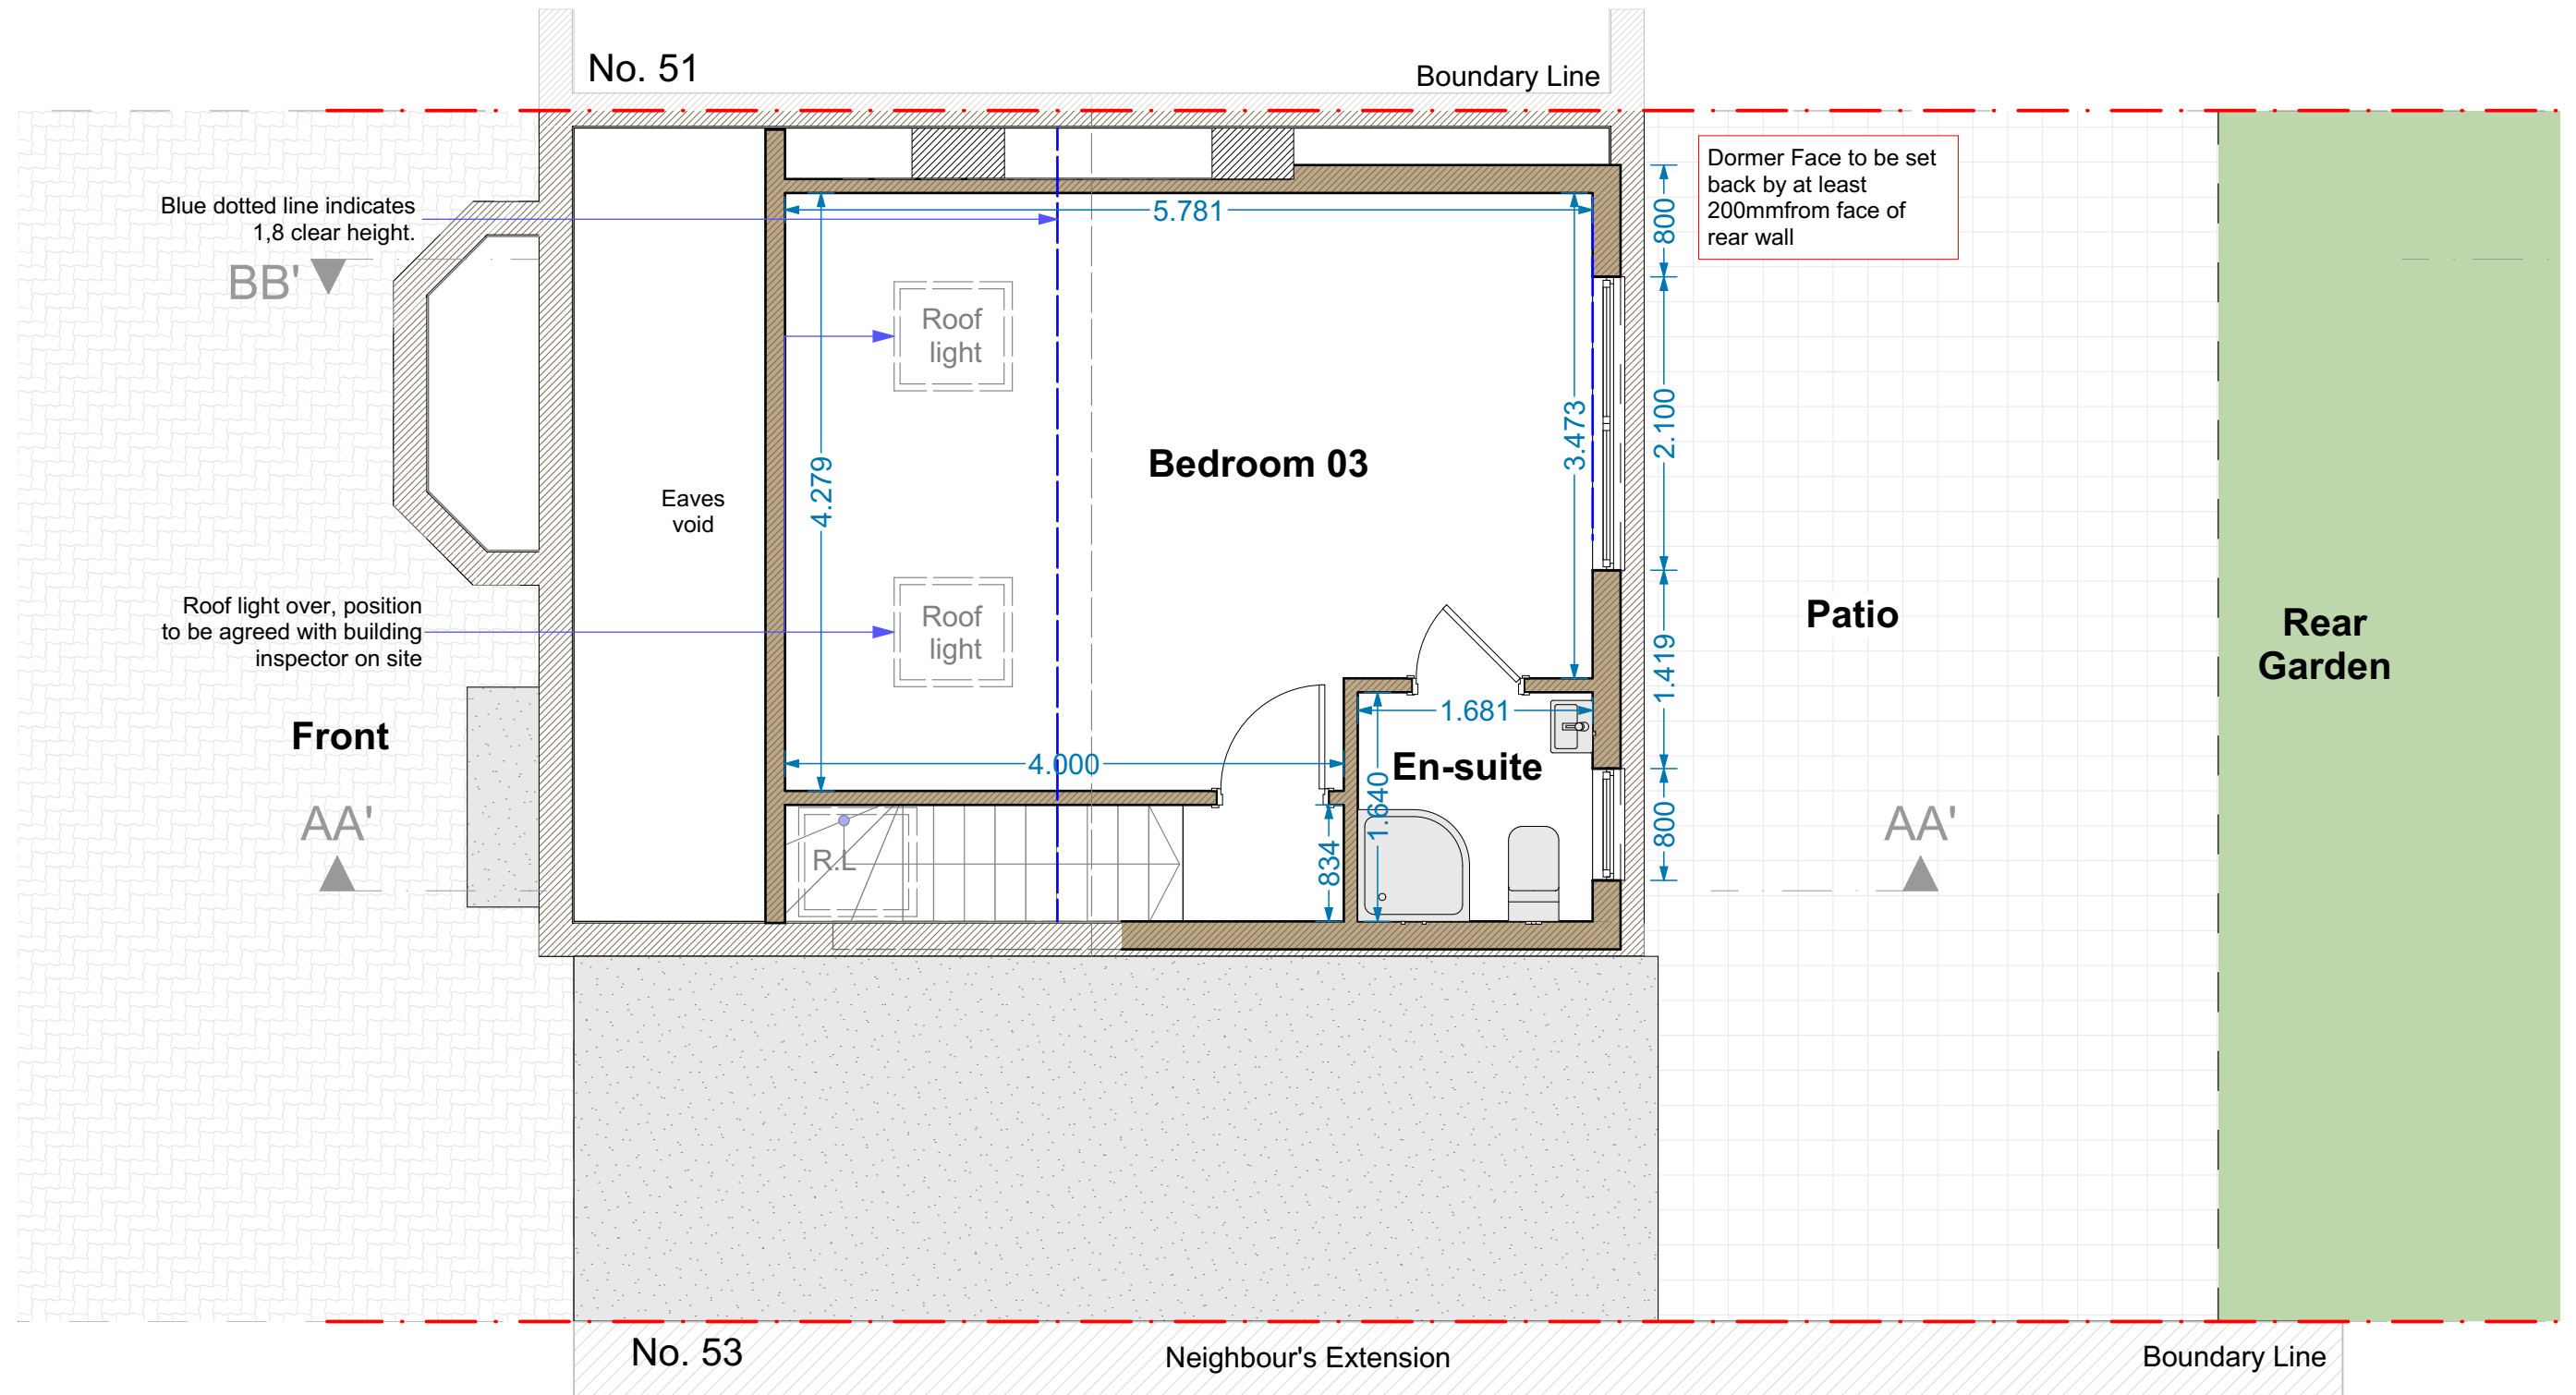 No. 51
Boundary Line
Dormer Face to be set
back by at least
200mmfrom face of
rear wall
Blue dotted line indicates
1,8 clear height.
BB'
5.781
800
Roof
light
2.100
3.473
4.279
Bedroom 03
Eaves
void
Roof light over, position
to be agreed with building
inspector on site
Roof
light
Patio
Rear
Garden
1.419
Front
1.681
4.000
En-suite
1.640
AA'
R.L
834
800
AA'
No. 53
Neighbour's Extension
Boundary Line